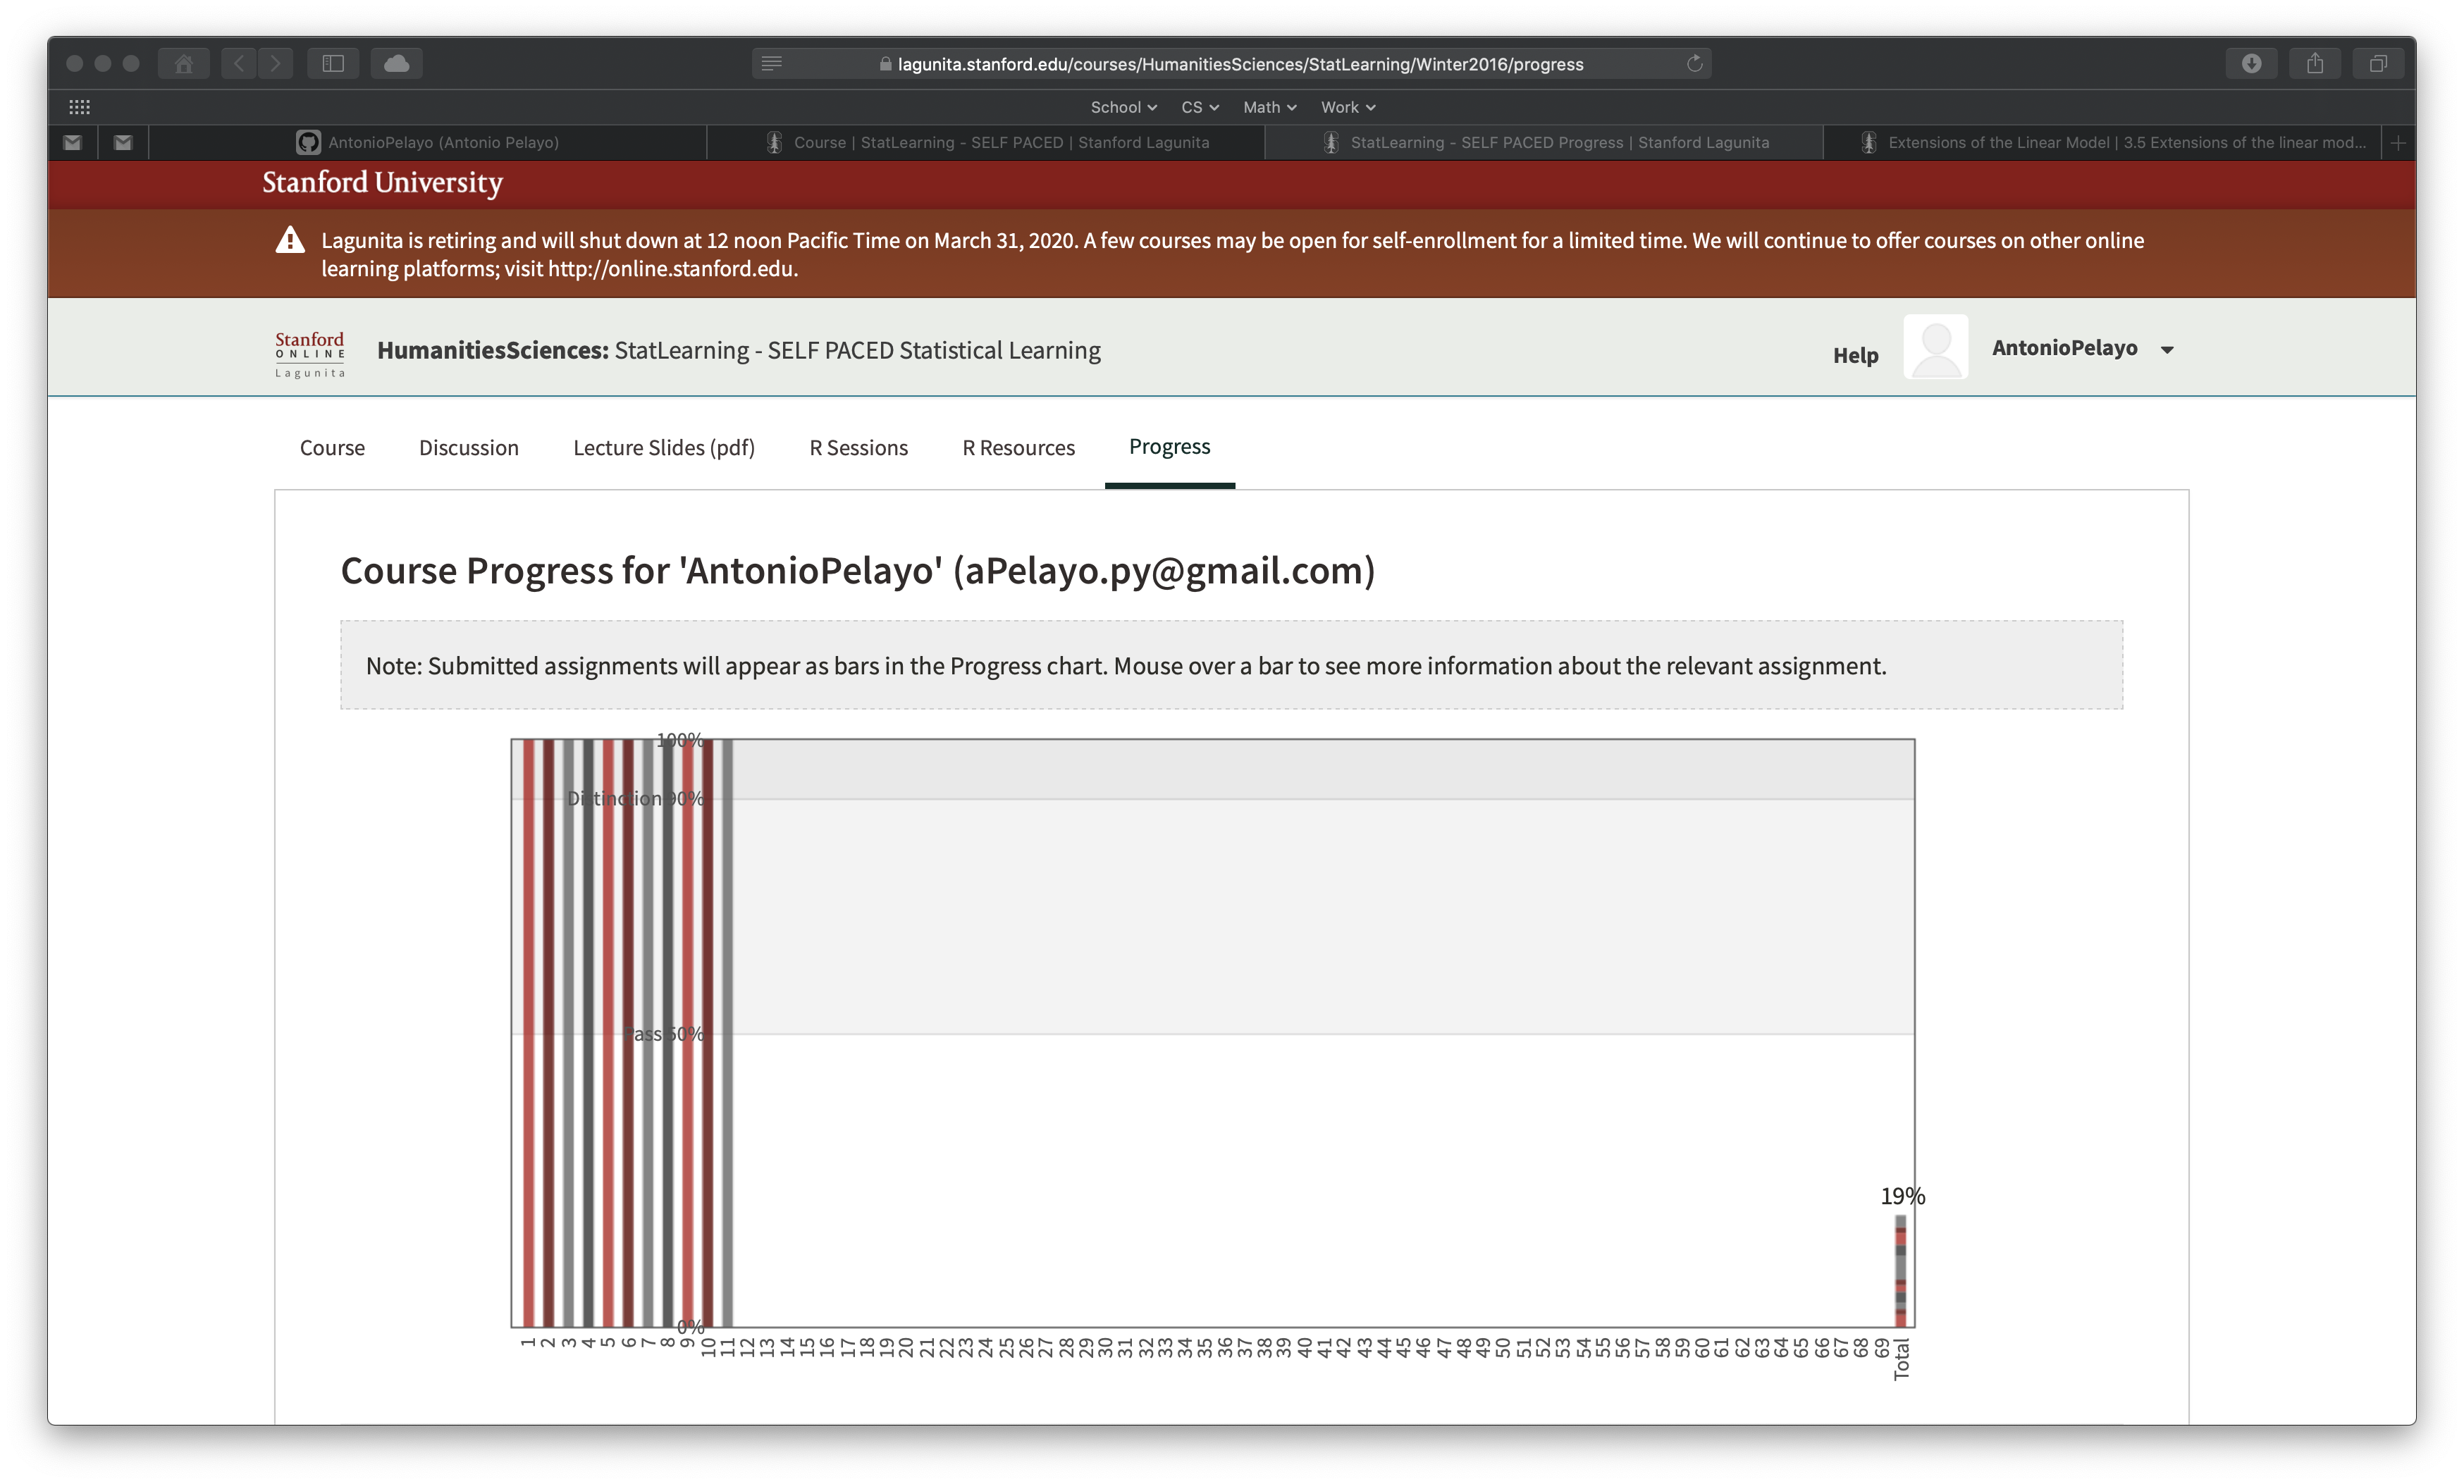 lagunita.stanford.edu/courses/HumanitiesSciences/StatLearning/Winter2016/progress
School CS Math Work
AntonioPelayo (Antonio Pelayo) Course | StatLearning - SELF PACED | Stanford Lagunita StatLearning - SELF PACED Progress | Stanford Lagunita Extensions of the Linear Model | 3.5 Extensions of the linear mod...
Stanford University
Lagunita is retiring and will shut down at 12 noon Pacific Time on March 31, 2020. A few courses may be open for self-enrollment for a limited time. We will continue to offer courses on other online
learning platforms; visit http://online.stanford.edu.
Stanford
ONLINE
Lagunita
HumanitiesSciences: StatLearning - SELF PACED Statistical Learning
Help AntonioPelayo
Course Discussion Lecture Slides (pdf) R Sessions R Resources Progress
Course Progress for 'AntonioPelayo' (aPelayo.py@gmail.com)
Note: Submitted assignments will appear as bars in the Progress chart. Mouse over a bar to see more information about the relevant assignment.
100%
Distinction 90%
Pass 50%
19%
0%
1 2 3 4 5 6 7 8 9 10 11 12 13 14 15 16 17 18 19 20 21 22 23 24 25 26 27 28 29 30 31 32 33 34 35 36 37 38 39 40 41 42 43 44 45 46 47 48 49 50 51 52 53 54 55 56 57 58 59 60 61 62 63 64 65 66 67 68 69 Total